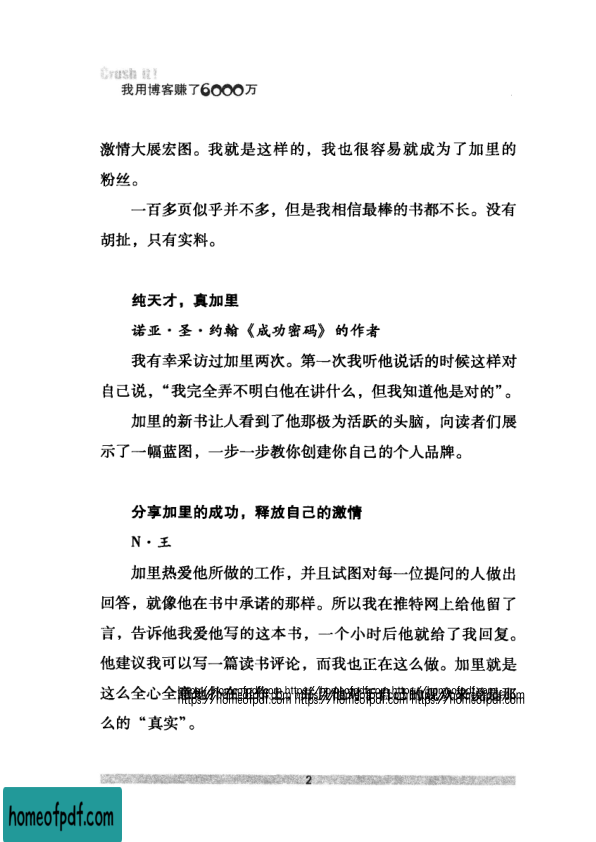 Crush It!
我用博客赚了6000万
激情大展宏图。我就是这样的，我也很容易就成为了加里的
粉丝。
一百多页似乎并不多，但是我相信最棒的书都不长。没有
胡扯，只有实料。
纯天才，真加里
诺亚·圣·约翰《成功密码》的作者
我有幸采访过加里两次。第一次我听他说话的时候这样对
自己说，“我完全弄不明白他在讲什么，但我知道他是对的”。
加里的新书让人看到了他那极为活跃的头脑，向读者们展
示了一幅蓝图，一步一步教你创建你自己的个人品牌。
分享加里的成功，释放自己的激情
N·王
加里热爱他所做的工作，并且试图对每一位提问的人做出
回答，就像他在书中承诺的那样。所以我在推特网上给他留了
言，告诉他我爱他写的这本书，一个小时后他就给了我回复。
他建议我可以写一篇读书评论，而我也正在这么做。加里就是
这么全心全意
https://homeofpdf.com https://homeofpdf.com https://homeofpdf.com
https://homeofpdf.com https://homeofpdf.com https://homeofpdf.com
么的“真实”。
2
homeofpdf.com